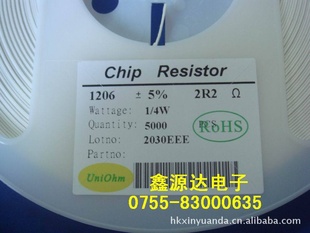 Chip Resistor
1206 ± 5% 2R2 Ω
Wattage: 1/4W
Quantity: 5000
Lotno: 2030EEE
Partno:
RoHS
UniOhm
鑫源达电子
0755-83000635
hkxinyuanda.cn.alibaba.com